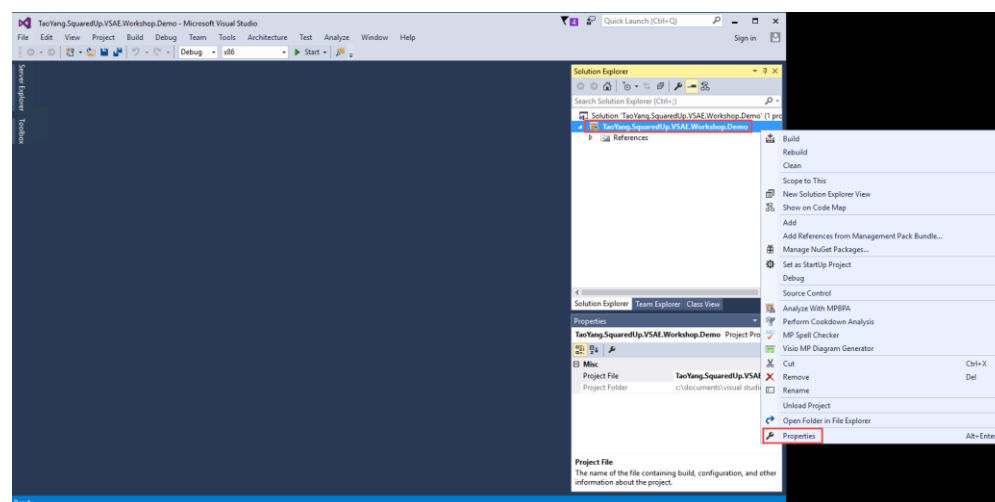 TaoYang.SquaredUp.VSAE.Workshop.Demo - Microsoft Visual Studio
Quick Launch (Ctrl+Q)
File Edit View Project Build Debug Team Tools Architecture Test Analyze Window Help
Sign in
Debug x86 Start
Server Explorer
Toolbox
Solution Explorer
Search Solution Explorer (Ctrl+;)
Solution 'TaoYang.SquaredUp.VSAE.Workshop.Demo' (1 pro
TaoYang.SquaredUp.VSAE.Workshop.Demo
References
Build
Rebuild
Clean
Scope to This
New Solution Explorer View
Show on Code Map
Add
Add References from Management Pack Bundle...
Manage NuGet Packages...
Set as StartUp Project
Debug
Source Control
Analyze With MPBPA
Perform Cookdown Analysis
MP Spell Checker
Visio MP Diagram Generator
Cut Ctrl+X
Remove Del
Rename
Unload Project
Open Folder in File Explorer
Properties Alt+Enter
Solution Explorer Team Explorer Class View
Properties
TaoYang.SquaredUp.VSAE.Workshop.Demo Project Pro
Misc
Project File TaoYang.SquaredUp.VSAE
Project Folder c:\documents\visual studi
Project File
The name of the file containing build, configuration, and other
information about the project.